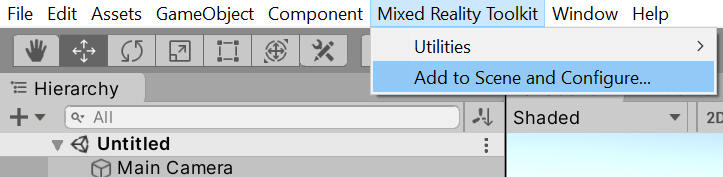 File Edit Assets GameObject Component Mixed Reality Toolkit Window Help
Utilities
Add to Scene and Configure...
Hierarchy
All
Shaded
2D
Untitled
Main Camera